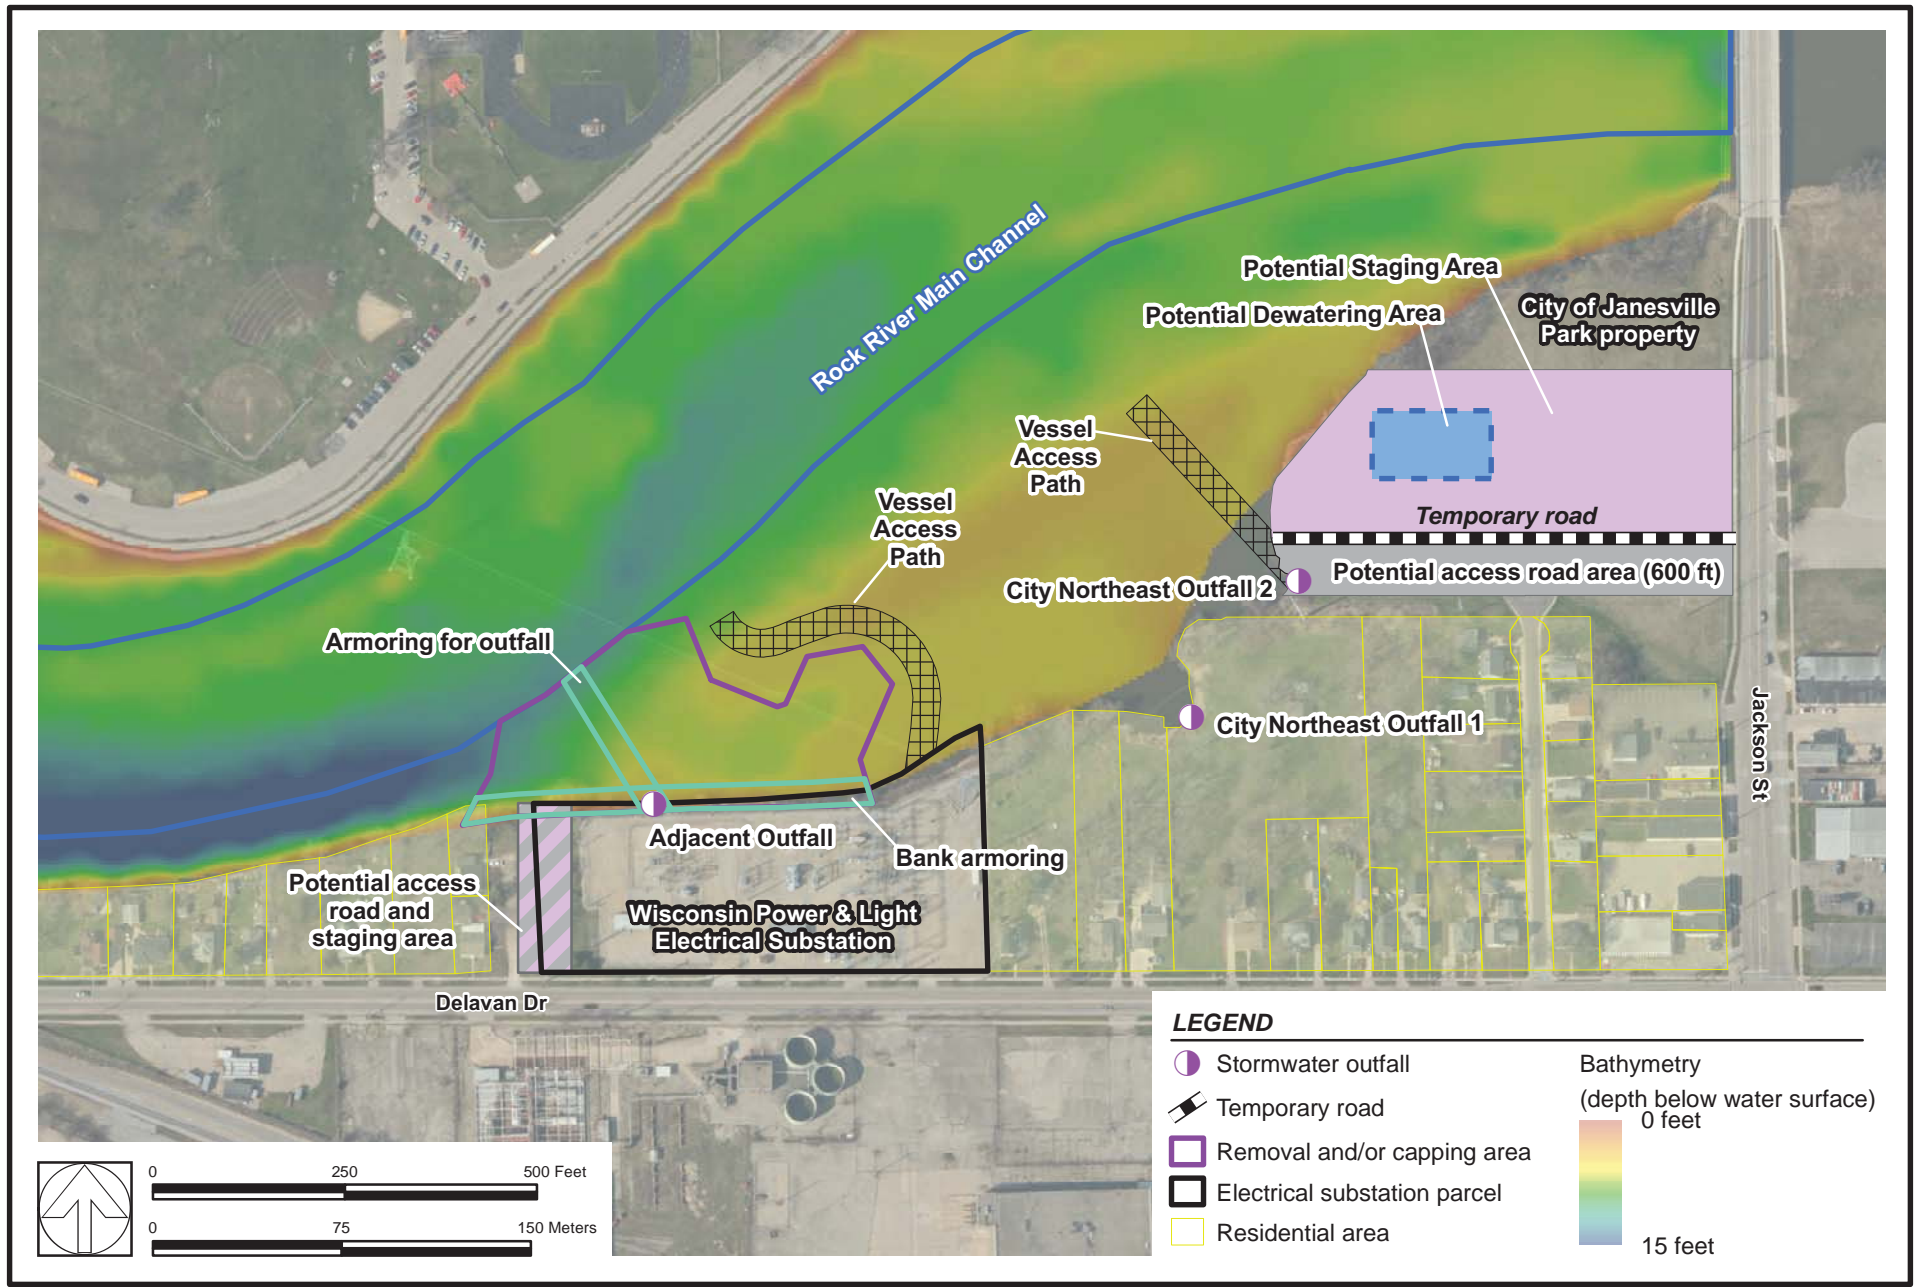 Rock River Main Channel
Potential Staging Area
Potential Dewatering Area
City of Janesville
Park property
Vessel
Access
Path
Vessel
Access
Path
Temporary road
Potential access road area (600 ft)
City Northeast Outfall 2
Armoring for outfall
City Northeast Outfall 1
Jackson St
Adjacent Outfall
Bank armoring
Potential access
road and
staging area
Wisconsin Power & Light
Electrical Substation
Delavan Dr
LEGEND
Stormwater outfall
Temporary road
Removal and/or capping area
Electrical substation parcel
Residential area
Bathymetry
(depth below water surface)
0 feet
15 feet
0 250 500 Feet
0 75 150 Meters